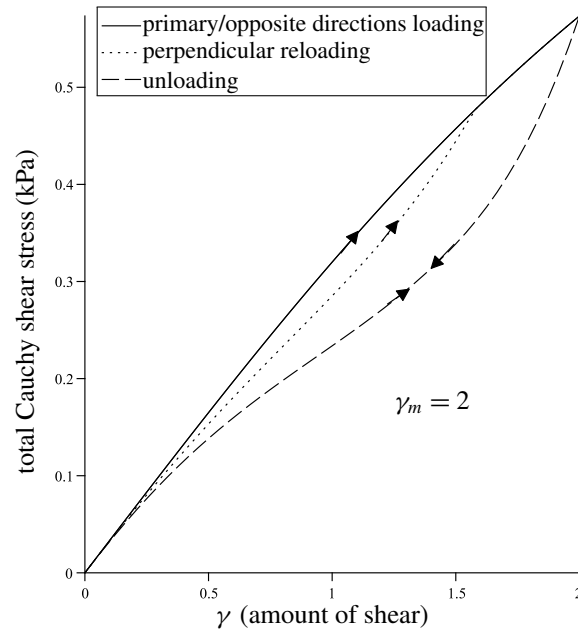 primary/opposite directions loading
perpendicular reloading
unloading
total Cauchy shear stress (kPa)
0.5
0.4
0.3
0.2
0.1
0
γₘ = 2
0 0.5 1 1.5 2
γ (amount of shear)